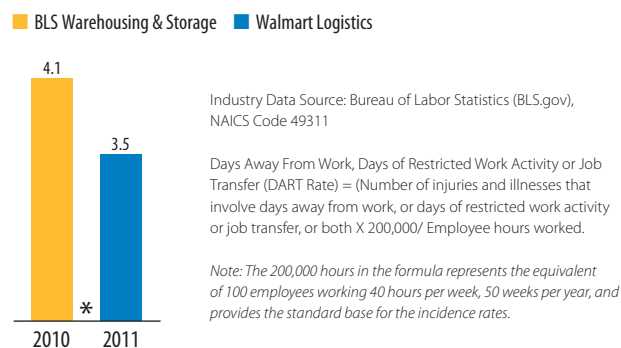 BLS Warehousing & Storage Walmart Logistics
4.1
3.5
*
2010 2011
Industry Data Source: Bureau of Labor Statistics (BLS.gov),
NAICS Code 49311
Days Away From Work, Days of Restricted Work Activity or Job
Transfer (DART Rate) = (Number of injuries and illnesses that
involve days away from work, or days of restricted work activity
or job transfer, or both X 200,000/ Employee hours worked.
Note: The 200,000 hours in the formula represents the equivalent
of 100 employees working 40 hours per week, 50 weeks per year, and
provides the standard base for the incidence rates.